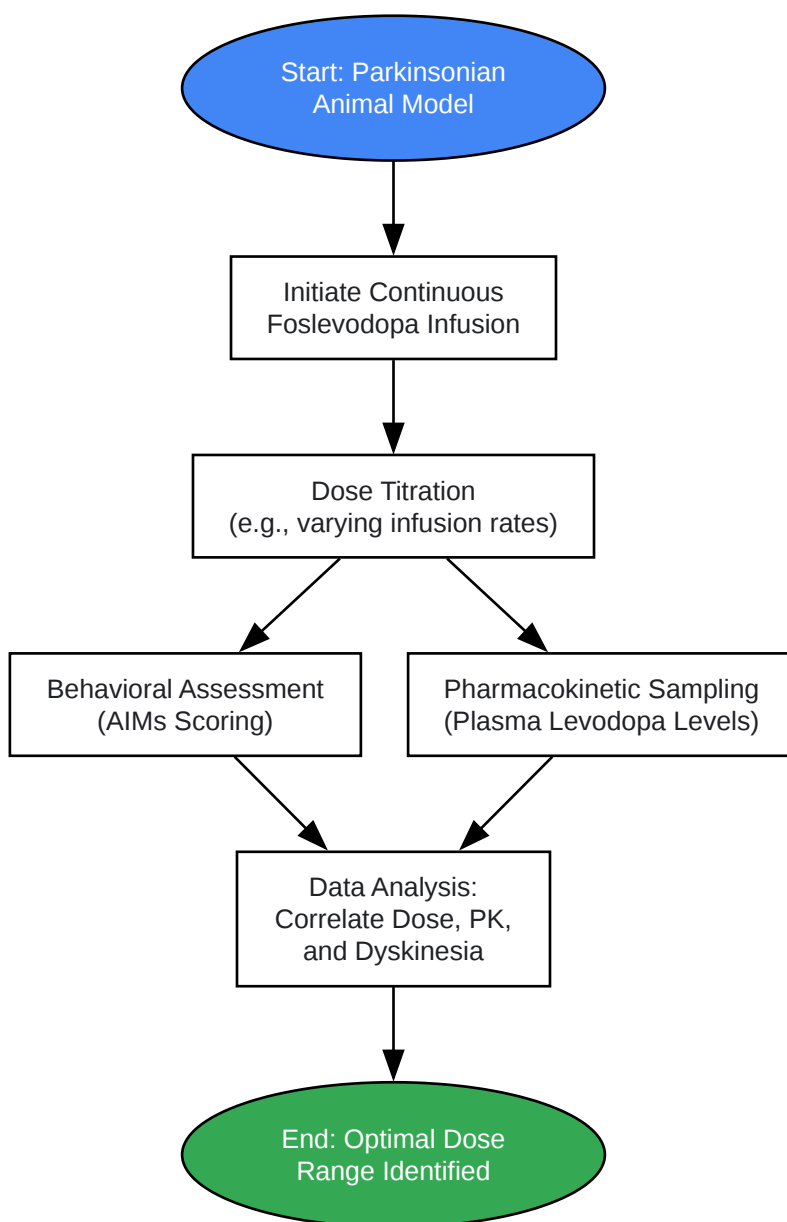 Start: Parkinsonian
Animal Model
Initiate Continuous
Foslevodopa Infusion
Dose Titration
(e.g., varying infusion rates)
Behavioral Assessment
(AIMs Scoring)
Pharmacokinetic Sampling
(Plasma Levodopa Levels)
Data Analysis:
Correlate Dose, PK,
and Dyskinesia
End: Optimal Dose
Range Identified